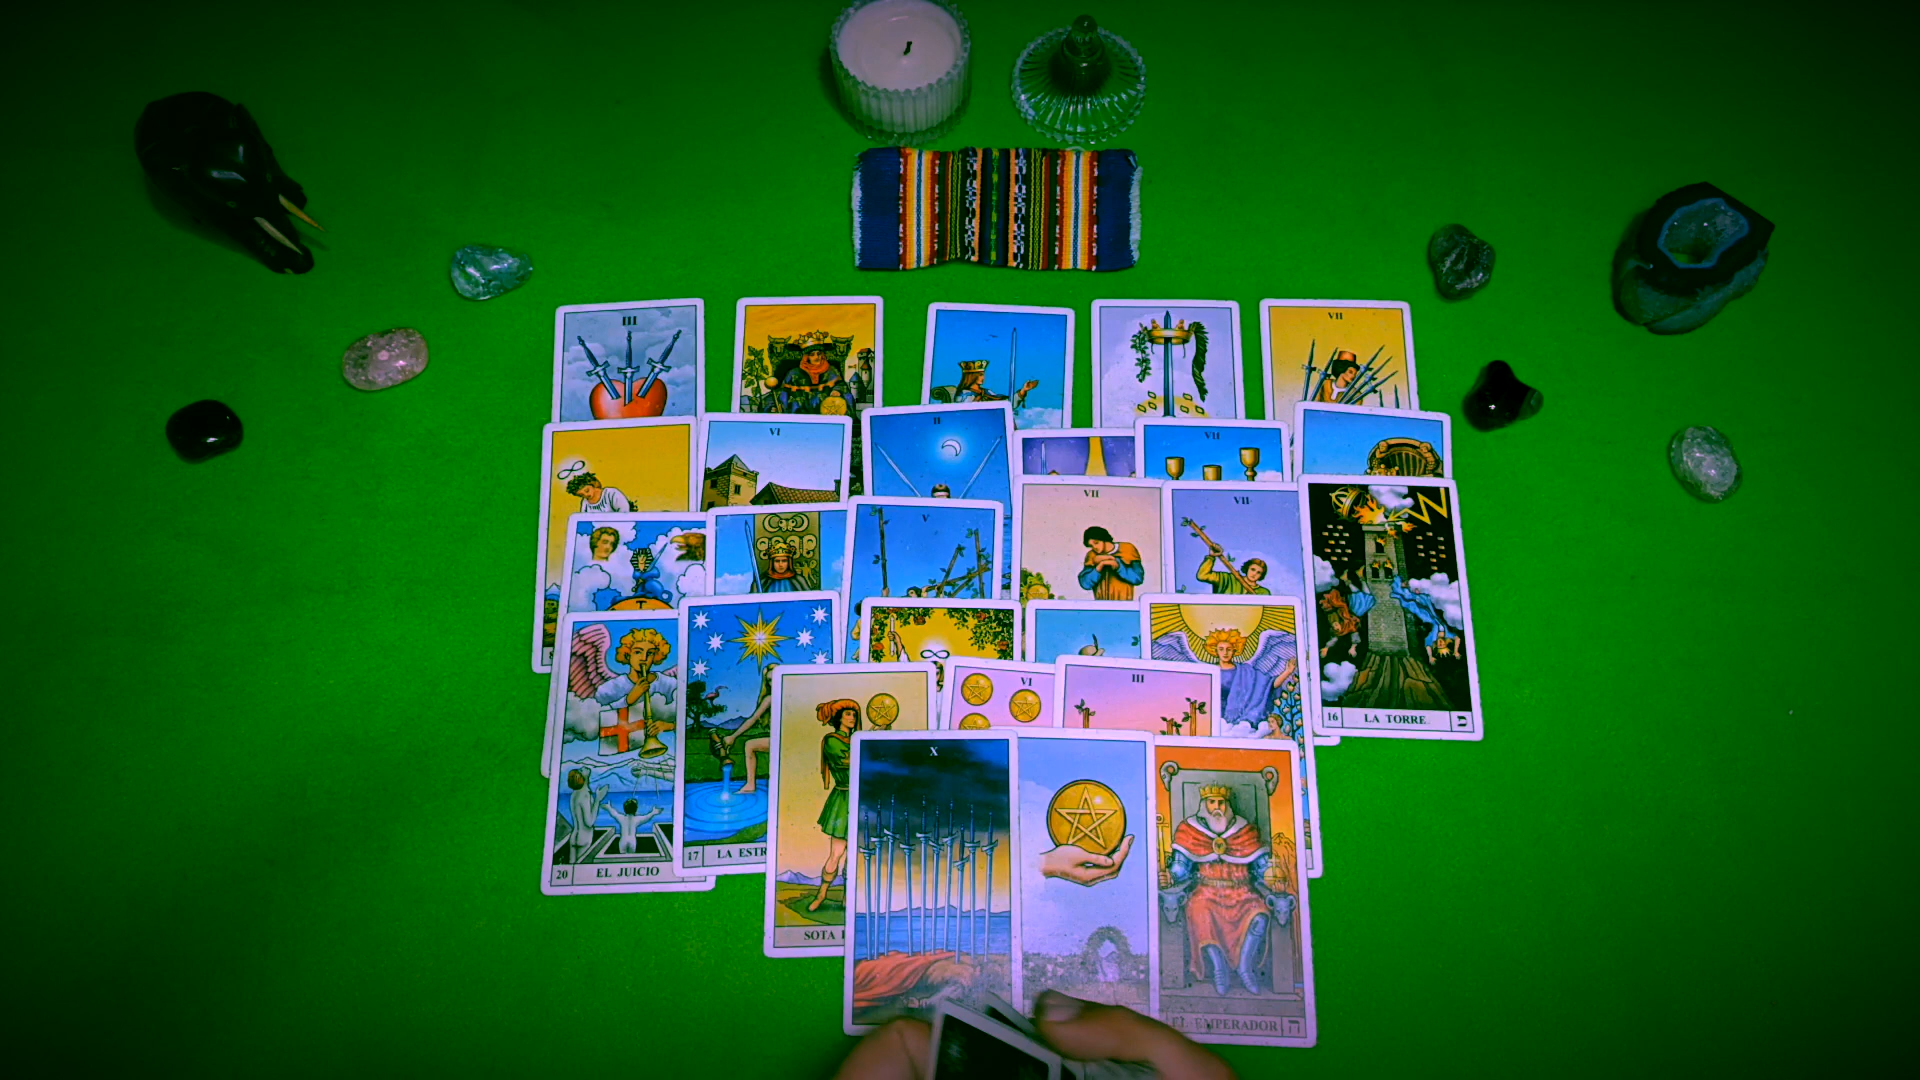 III
VII
VI
II
VII
V
VII
VII
T
16 LA TORRE פ
VI
III
17 LA ESTR
20 EL JUICIO
SOTA
X
EL EMPERADOR ה